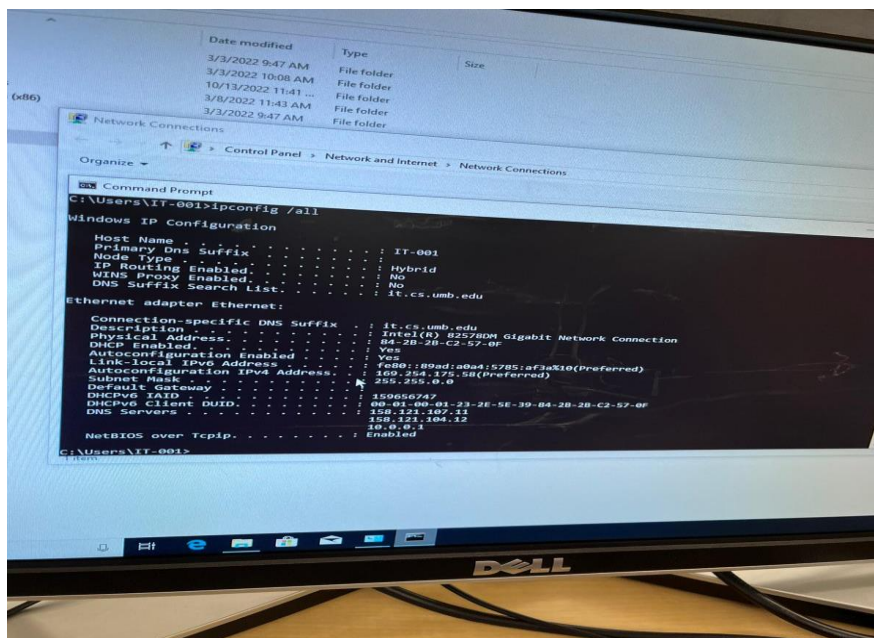 Date modified Type Size
3/3/2022 9:47 AM File folder
3/3/2022 10:08 AM File folder
10/13/2022 11:41 ... File folder
3/8/2022 11:43 AM File folder
3/3/2022 9:47 AM File folder
(x86)
Network Connections
Control Panel > Network and Internet > Network Connections
Organize
Command Prompt
C:\Users\IT-001>ipconfig /all
Windows IP Configuration
Host Name . . . . . . . . . . . . : IT-001
Primary Dns Suffix . . . . . . . :
Node Type . . . . . . . . . . . . : Hybrid
IP Routing Enabled. . . . . . . . : No
WINS Proxy Enabled. . . . . . . . : No
DNS Suffix Search List. . . . . . : it.cs.umb.edu
Ethernet adapter Ethernet:
Connection-specific DNS Suffix . : it.cs.umb.edu
Description . . . . . . . . . . . : Intel(R) 82578DM Gigabit Network Connection
Physical Address. . . . . . . . . : 84-2B-2B-C2-57-0F
DHCP Enabled. . . . . . . . . . . : Yes
Autoconfiguration Enabled . . . . : Yes
Link-local IPv6 Address . . . . . : fe80::89ad:a0a4:5785:af3a%10(Preferred)
Autoconfiguration IPv4 Address. . : 169.254.175.58(Preferred)
Subnet Mask . . . . . . . . . . . : 255.255.0.0
Default Gateway . . . . . . . . . :
DHCPv6 IAID . . . . . . . . . . . : 159656747
DHCPv6 Client DUID. . . . . . . . : 00-01-00-01-23-2E-5E-39-84-2B-2B-C2-57-0F
DNS Servers . . . . . . . . . . . : 158.121.107.11
158.121.104.12
10.0.0.1
NetBIOS over Tcpip. . . . . . . . : Enabled
C:\Users\IT-001>
1 item
DELL